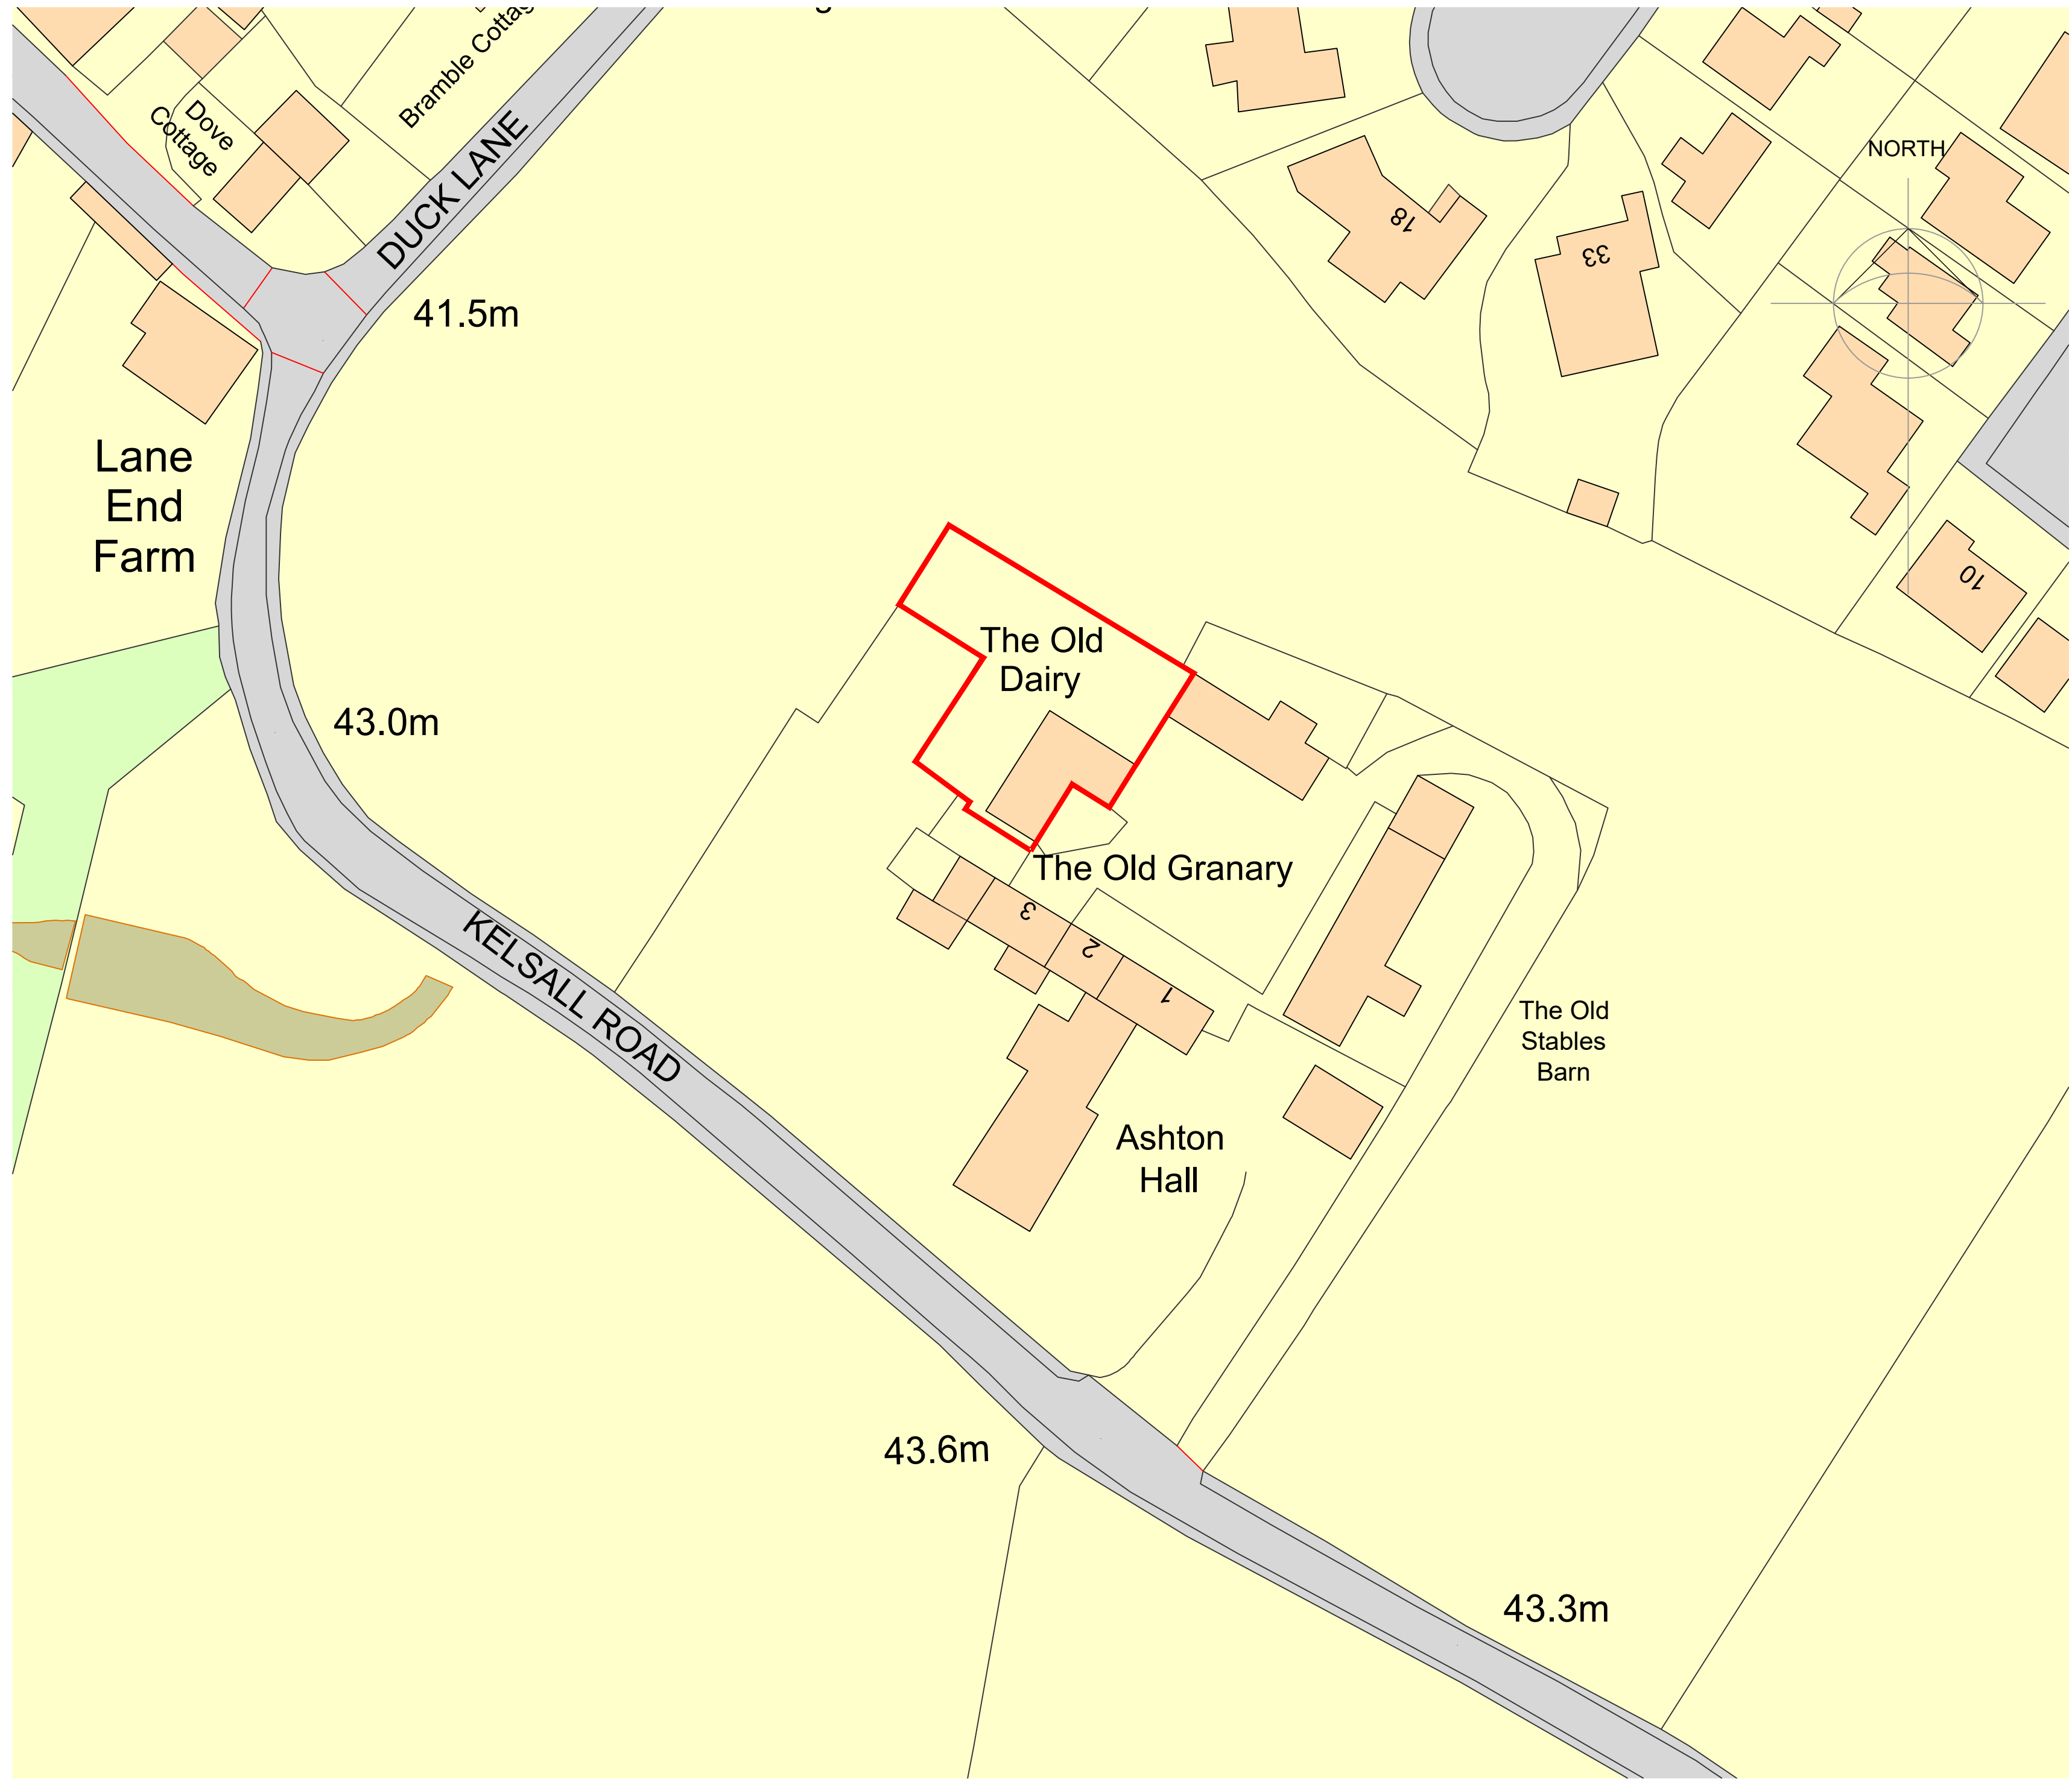 Bramble Cottag
Dove
Cottage
DUCK LANE
NORTH
18
33
41.5m
Lane
End
Farm
10
The Old
Dairy
43.0m
The Old Granary
3
2
1
KELSALL ROAD
The Old
Stables
Barn
Ashton
Hall
43.6m
43.3m